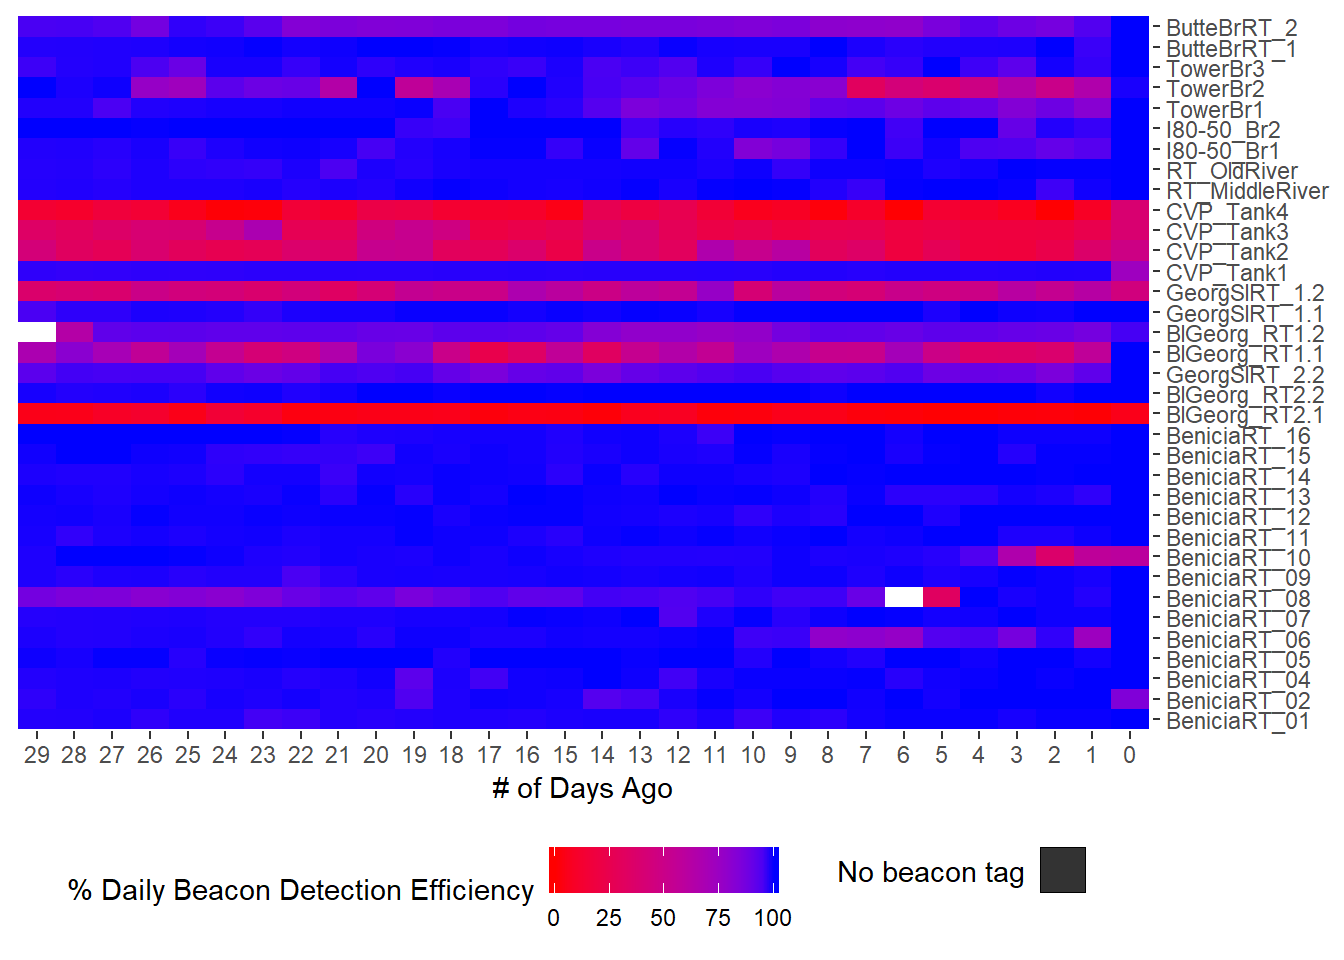 ButteBrRT_2
ButteBrRT_1
TowerBr3
TowerBr2
TowerBr1
I80-50_Br2
I80-50_Br1
RT_OldRiver
RT_MiddleRiver
CVP_Tank4
CVP_Tank3
CVP_Tank2
CVP_Tank1
GeorgSlRT_1.2
GeorgSlRT_1.1
BlGeorg_RT1.2
BlGeorg_RT1.1
GeorgSlRT_2.2
BlGeorg_RT2.2
BlGeorg_RT2.1
BeniciaRT_16
BeniciaRT_15
BeniciaRT_14
BeniciaRT_13
BeniciaRT_12
BeniciaRT_11
BeniciaRT_10
BeniciaRT_09
BeniciaRT_08
BeniciaRT_07
BeniciaRT_06
BeniciaRT_05
BeniciaRT_04
BeniciaRT_02
BeniciaRT_01
29 28 27 26 25 24 23 22 21 20 19 18 17 16 15 14 13 12 11 10 9 8 7 6 5 4 3 2 1 0
# of Days Ago
% Daily Beacon Detection Efficiency
0 25 50 75 100
No beacon tag